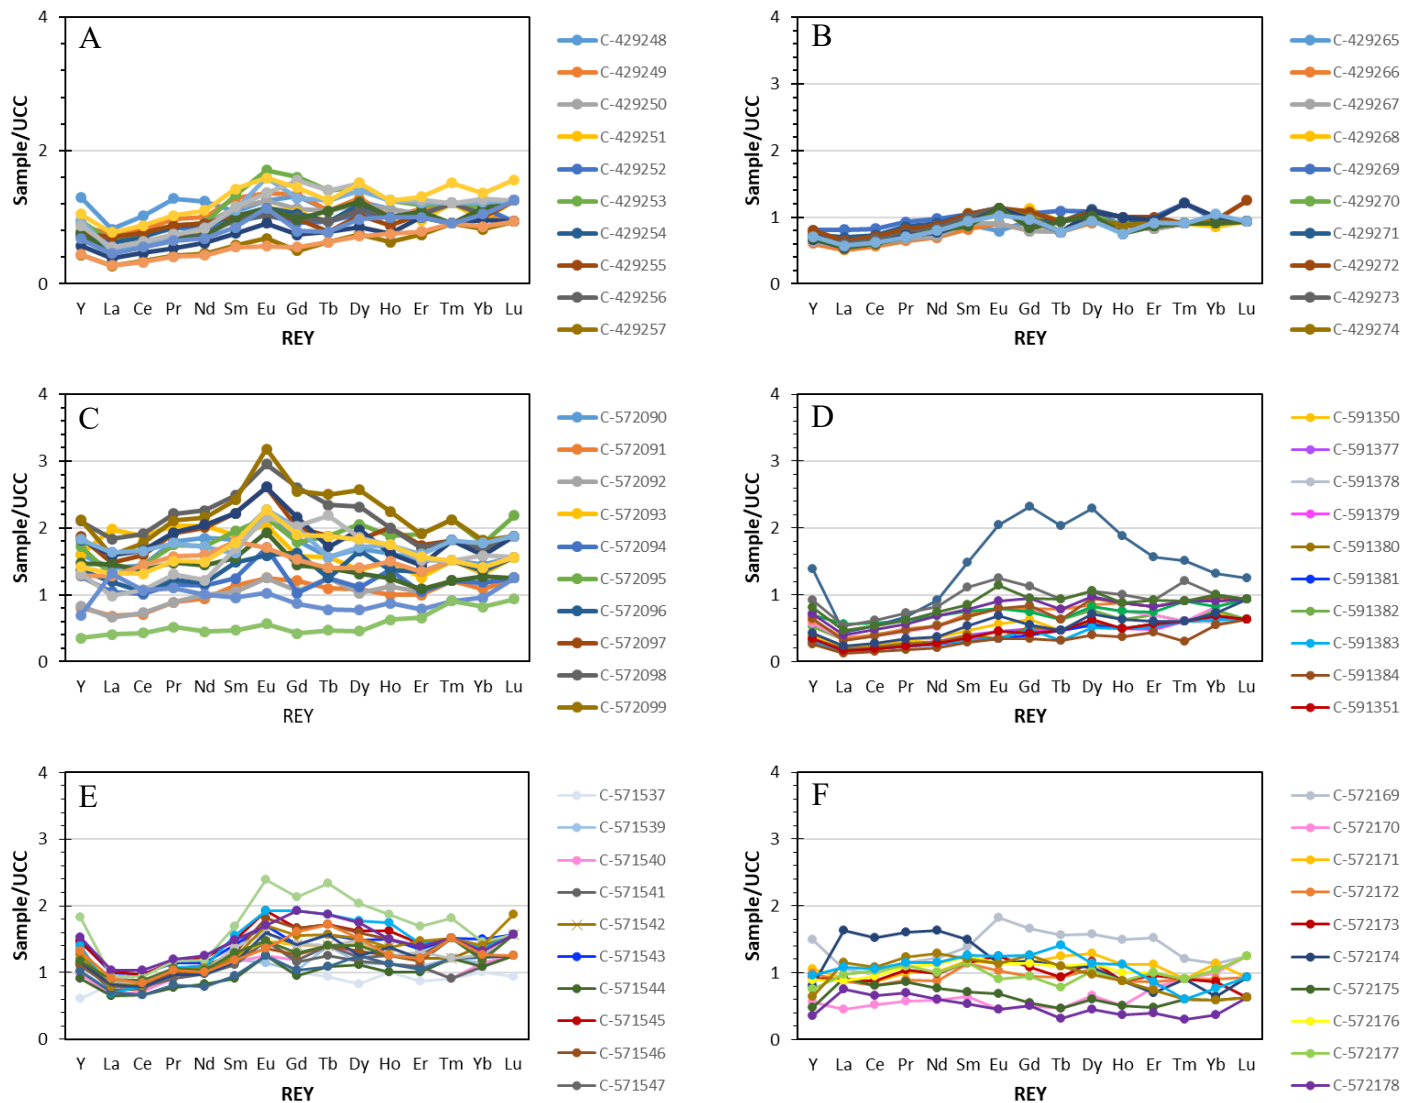 A
Sample/UCC
4
2
0
Y La Ce Pr Nd Sm Eu Gd Tb Dy Ho Er Tm Yb Lu
REY
C-429248
C-429249
C-429250
C-429251
C-429252
C-429253
C-429254
C-429255
C-429256
C-429257
B
Sample/UCC
4
3
2
1
0
Y La Ce Pr Nd Sm Eu Gd Tb Dy Ho Er Tm Yb Lu
REY
C-429265
C-429266
C-429267
C-429268
C-429269
C-429270
C-429271
C-429272
C-429273
C-429274
C
Sample/UCC
4
3
2
1
0
Y La Ce Pr Nd Sm Eu Gd Tb Dy Ho Er Tm Yb Lu
REY
C-572090
C-572091
C-572092
C-572093
C-572094
C-572095
C-572096
C-572097
C-572098
C-572099
D
Sample/UCC
4
3
2
1
0
Y La Ce Pr Nd Sm Eu Gd Tb Dy Ho Er Tm Yb Lu
REY
C-591350
C-591377
C-591378
C-591379
C-591380
C-591381
C-591382
C-591383
C-591384
C-591351
E
Sample/UCC
4
3
2
1
0
Y La Ce Pr Nd Sm Eu Gd Tb Dy Ho Er Tm Yb Lu
REY
C-571537
C-571539
C-571540
C-571541
C-571542
C-571543
C-571544
C-571545
C-571546
C-571547
F
Sample/UCC
4
3
2
1
0
Y La Ce Pr Nd Sm Eu Gd Tb Dy Ho Er Tm Yb Lu
REY
C-572169
C-572170
C-572171
C-572172
C-572173
C-572174
C-572175
C-572176
C-572177
C-572178